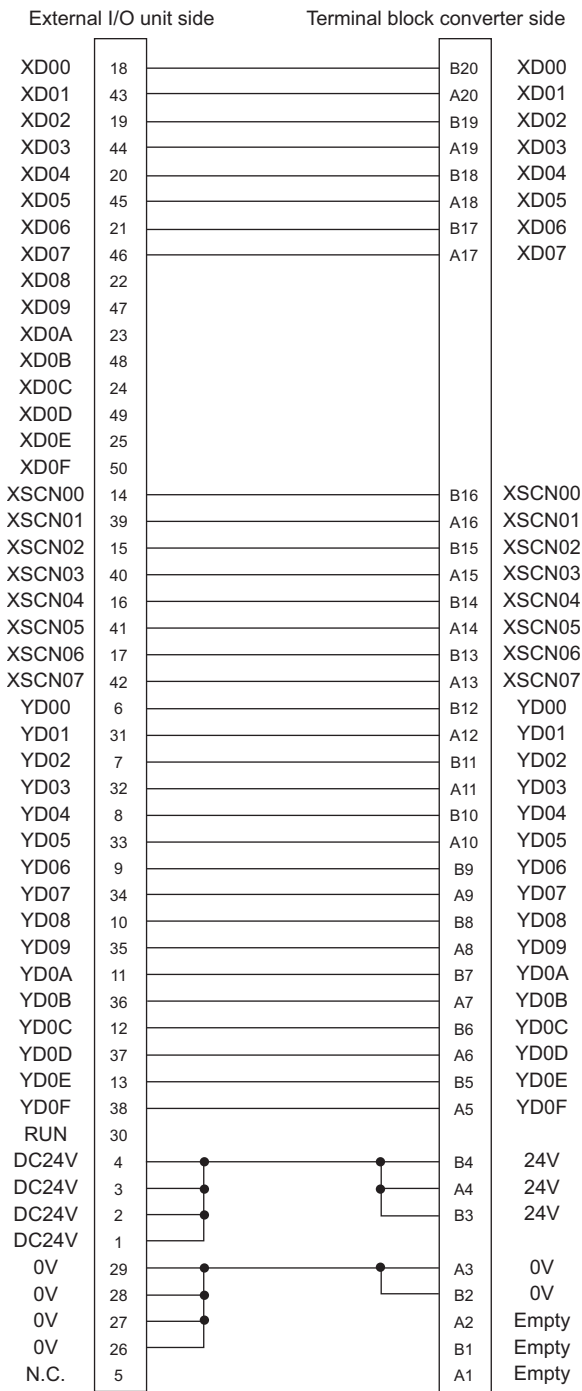 External I/O unit side Terminal block converter side
XD00 18 B20 XD00
XD01 43 A20 XD01
XD02 19 B19 XD02
XD03 44 A19 XD03
XD04 20 B18 XD04
XD05 45 A18 XD05
XD06 21 B17 XD06
XD07 46 A17 XD07
XD08 22
XD09 47
XD0A 23
XD0B 48
XD0C 24
XD0D 49
XD0E 25
XD0F 50
XSCN00 14 B16 XSCN00
XSCN01 39 A16 XSCN01
XSCN02 15 B15 XSCN02
XSCN03 40 A15 XSCN03
XSCN04 16 B14 XSCN04
XSCN05 41 A14 XSCN05
XSCN06 17 B13 XSCN06
XSCN07 42 A13 XSCN07
YD00 6 B12 YD00
YD01 31 A12 YD01
YD02 7 B11 YD02
YD03 32 A11 YD03
YD04 8 B10 YD04
YD05 33 A10 YD05
YD06 9 B9 YD06
YD07 34 A9 YD07
YD08 10 B8 YD08
YD09 35 A8 YD09
YD0A 11 B7 YD0A
YD0B 36 A7 YD0B
YD0C 12 B6 YD0C
YD0D 37 A6 YD0D
YD0E 13 B5 YD0E
YD0F 38 A5 YD0F
RUN 30
DC24V 4 B4 24V
DC24V 3 A4 24V
DC24V 2 B3 24V
DC24V 1
0V 29 A3 0V
0V 28 B2 0V
0V 27 A2 Empty
0V 26 B1 Empty
N.C. 5 A1 Empty